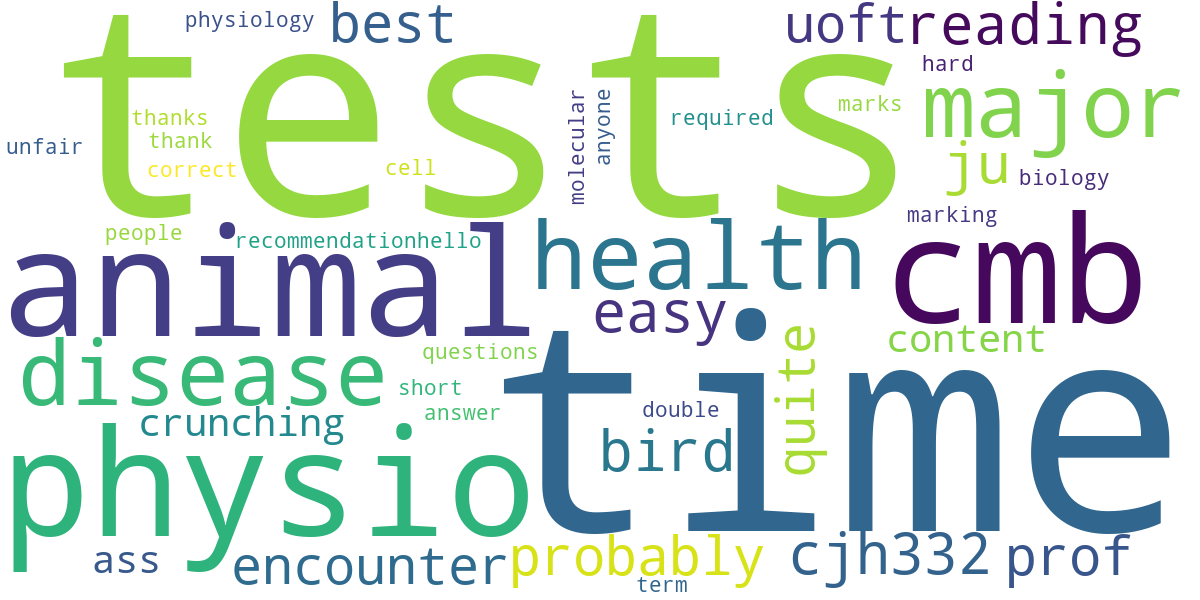 physiology
best
uoft
reading
tests
hard
major
thanks
thank
correct
unfair
cell
molecular
anyone
required
marks
ju
biology
people
recommendationhello
marking
animal
health
cmb
easy
disease
questions
quite
content
short
answer
crunching
double
bird
time
physio
ass
encounter
probably
term
cjh332
prof